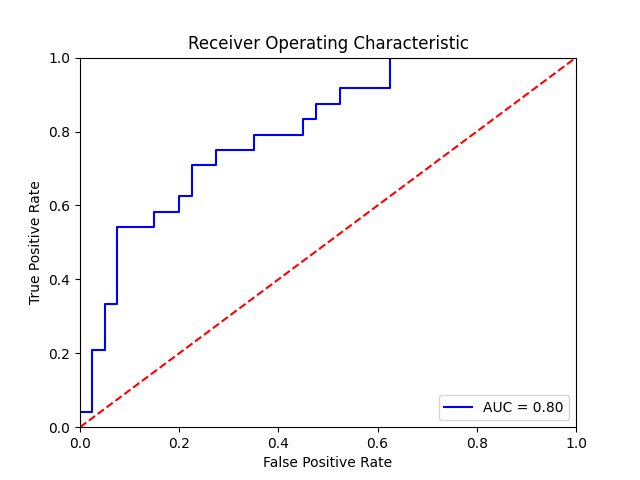 Receiver Operating Characteristic
1.0
0.8
0.6
0.4
0.2
0.0
True Positive Rate
AUC = 0.80
0.0 0.2 0.4 0.6 0.8 1.0
False Positive Rate